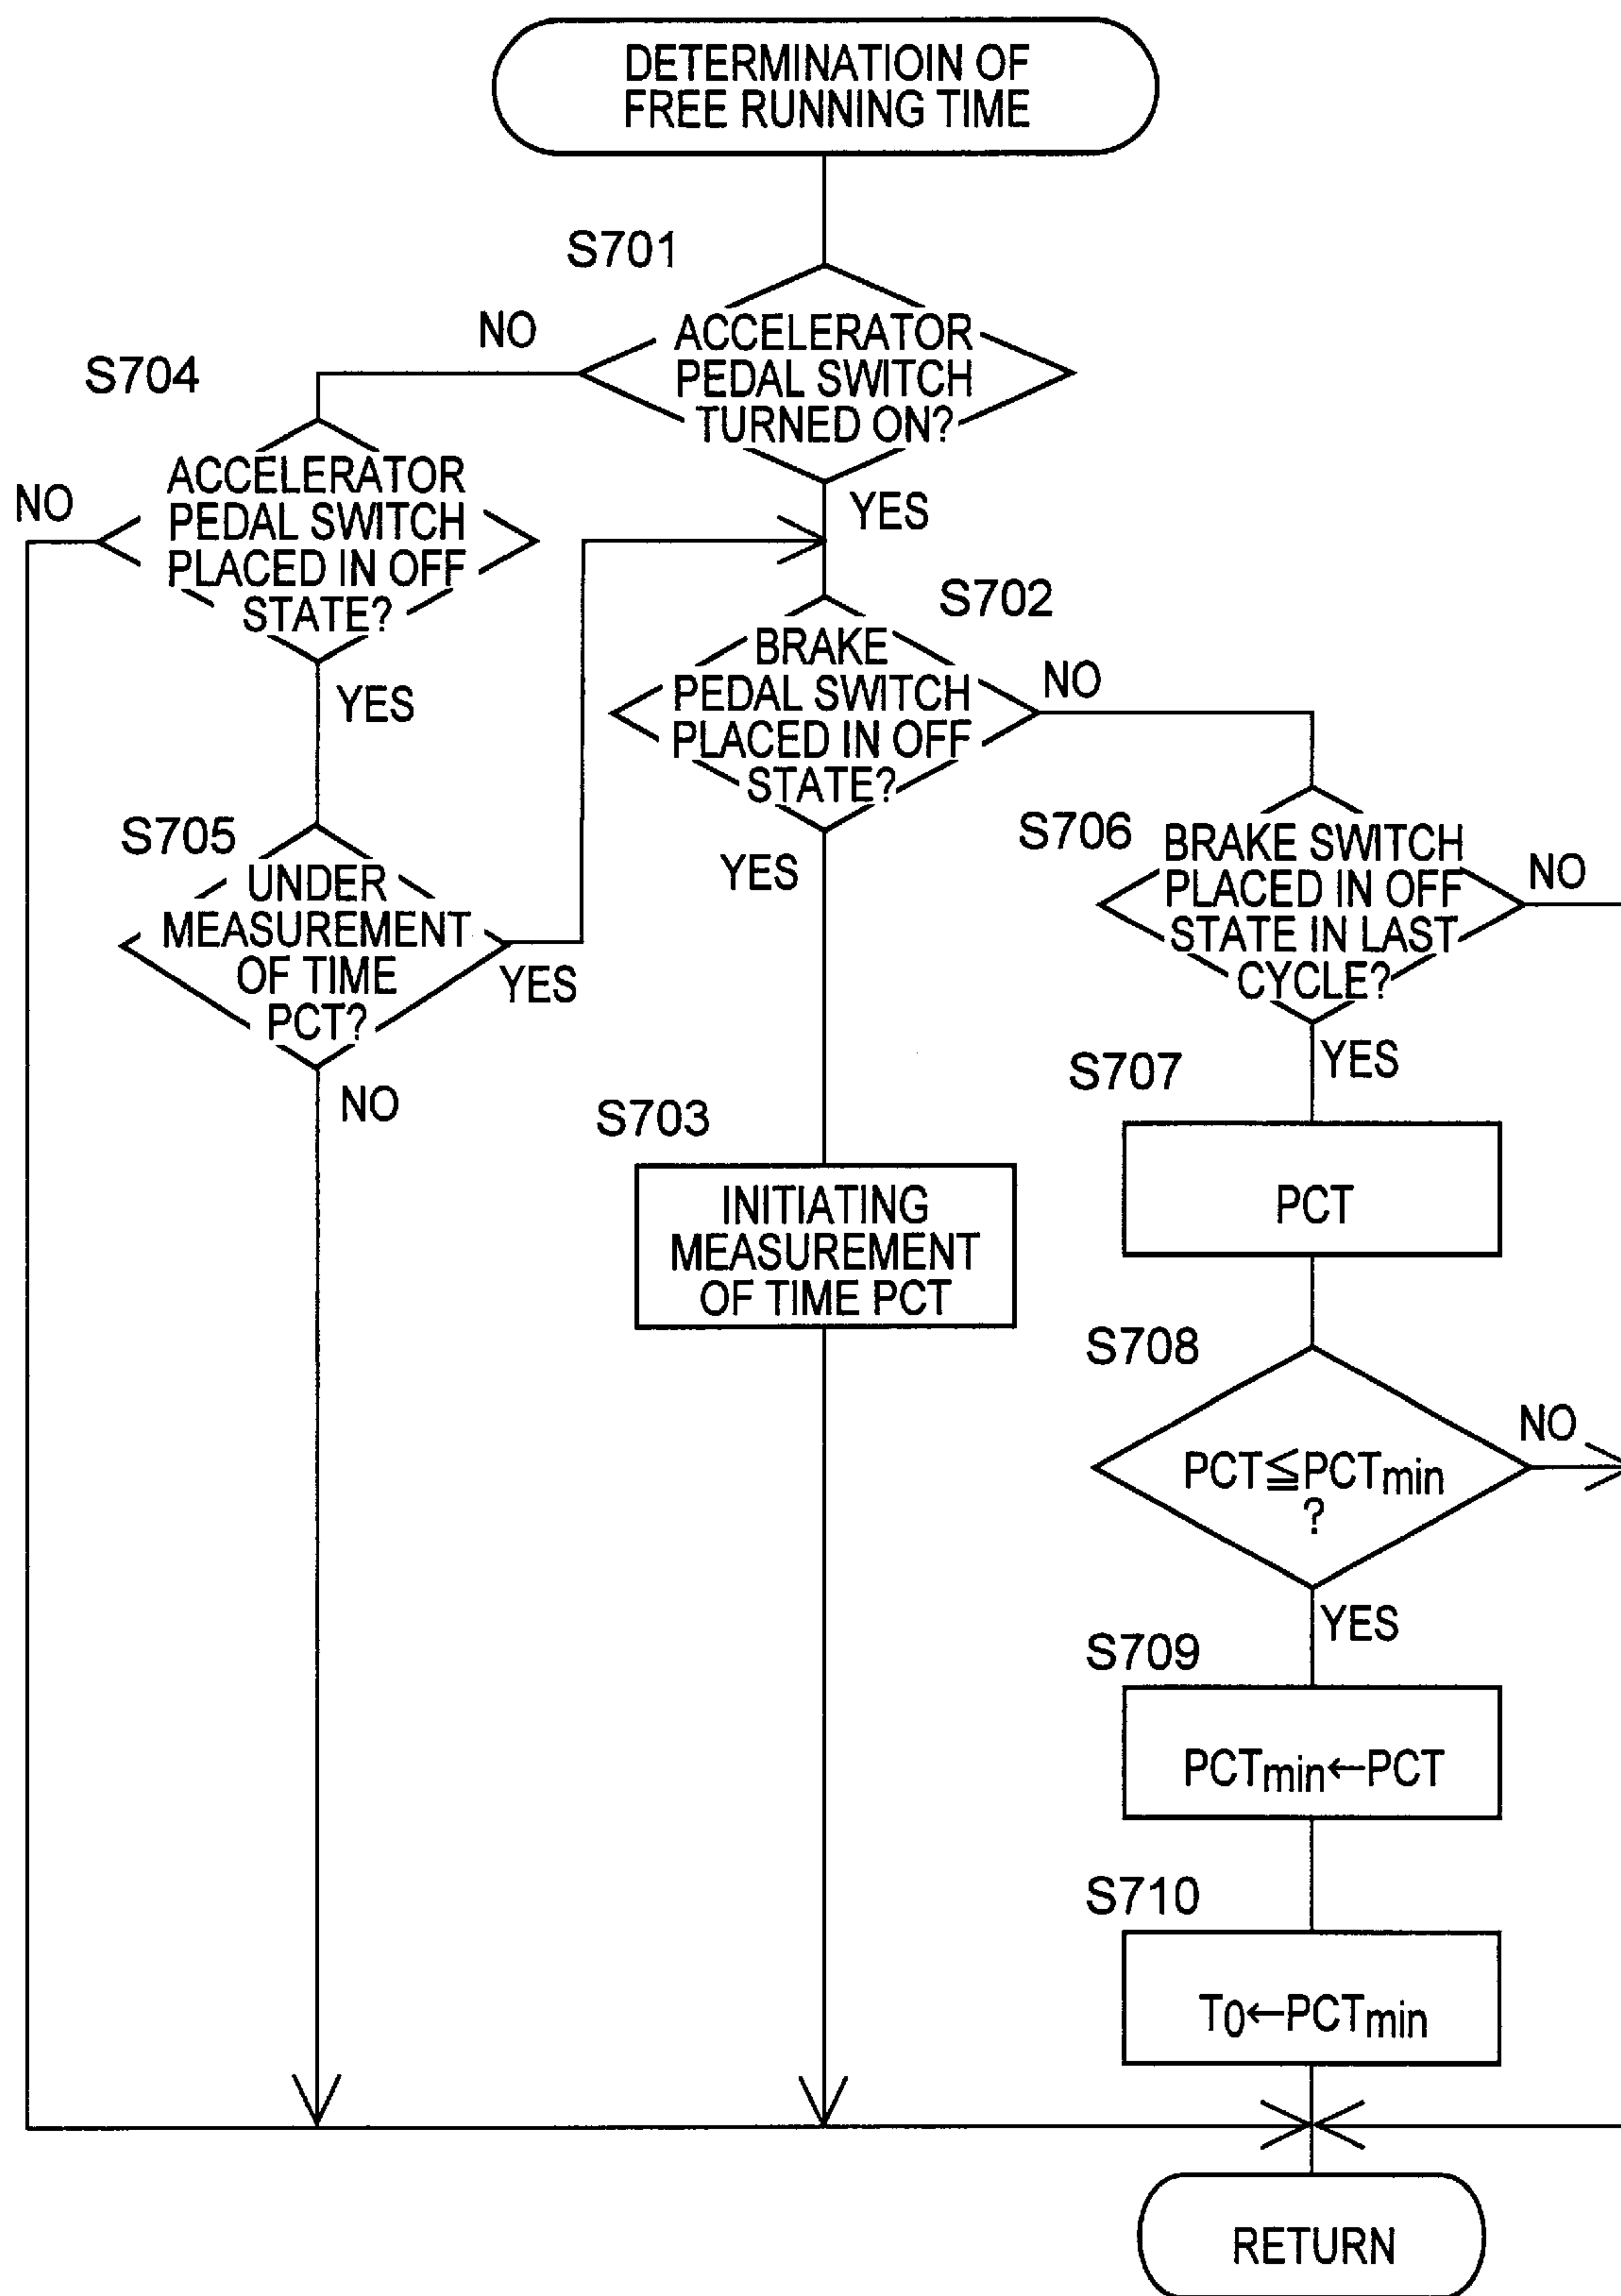 DETERMINATIOIN OF
FREE RUNNING TIME
S701
ACCELERATOR
PEDAL SWITCH
TURNED ON?
NO
YES
S704
ACCELERATOR
PEDAL SWITCH
PLACED IN OFF
STATE?
NO
YES
S705
UNDER
MEASUREMENT
OF TIME
PCT?
YES
NO
S702
BRAKE
PEDAL SWITCH
PLACED IN OFF
STATE?
NO
YES
S703
INITIATING
MEASUREMENT
OF TIME PCT
S706
BRAKE SWITCH
PLACED IN OFF
STATE IN LAST
CYCLE?
NO
YES
S707
PCT
S708
PCT≦PCTmin
?
NO
YES
S709
PCTmin←PCT
S710
T0←PCTmin
RETURN